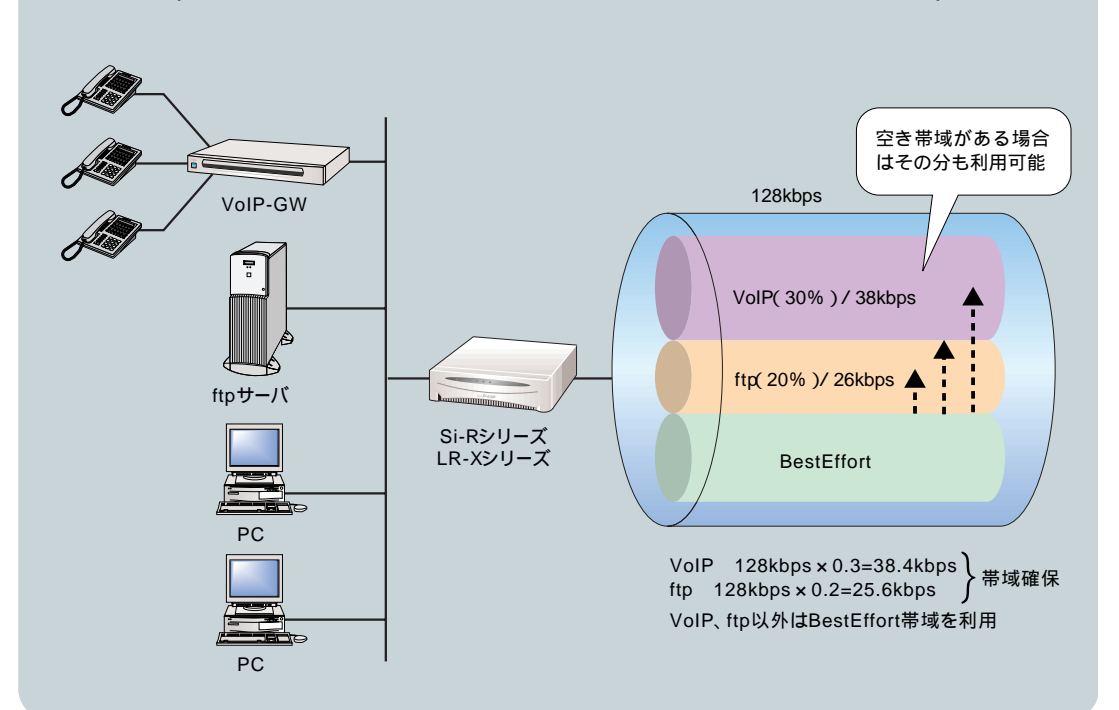 空き帯域がある場合
はその分も利用可能
128kbps
VoIP-GW
VoIP(30%)/38kbps
ftp(20%)/26kbps
ftpサーバ
Si-Rシリーズ
LR-Xシリーズ
BestEffort
PC
VoIP 128kbps×0.3=38.4kbps
ftp 128kbps×0.2=25.6kbps
帯域確保
VoIP、ftp以外はBestEffort帯域を利用
PC